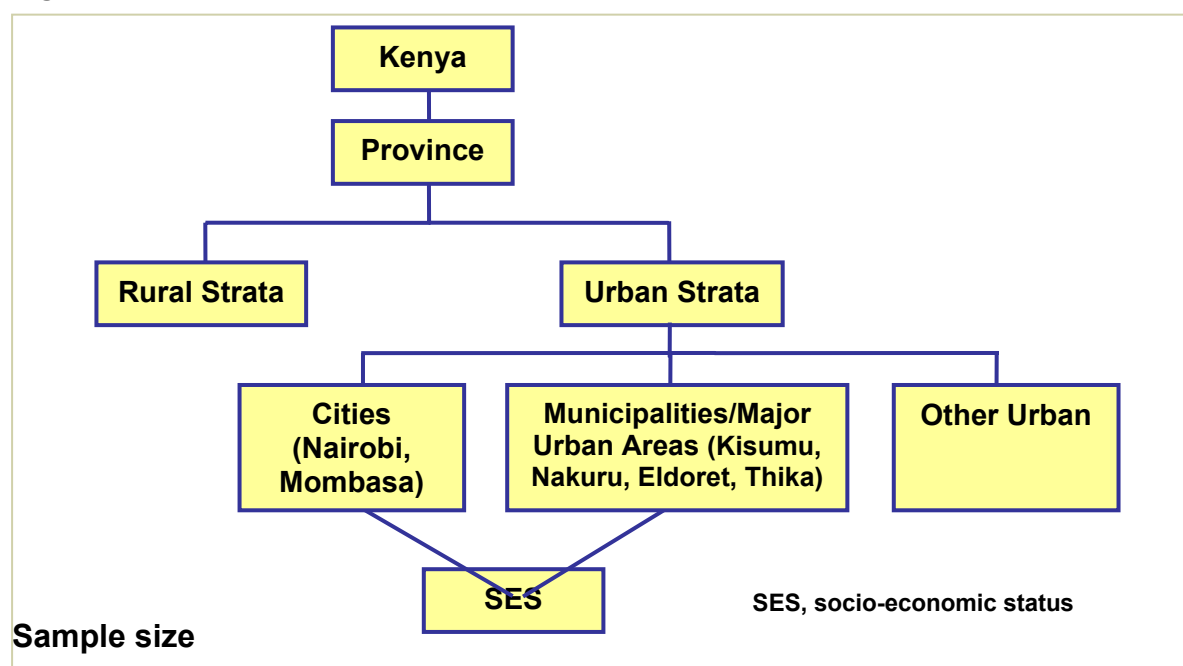 Kenya
Province
Rural Strata
Urban Strata
Cities
(Nairobi,
Mombasa)
Municipalities/Major
Urban Areas (Kisumu,
Nakuru, Eldoret, Thika)
Other Urban
SES
SES, socio-economic status
Sample size